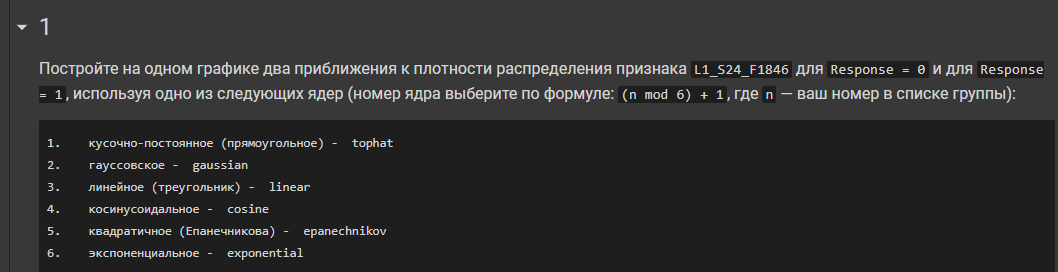 1
Постройте на одном графике два приближения к плотности распределения признака L1_S24_F1846 для Response = 0 и для Response
= 1, используя одно из следующих ядер (номер ядра выберите по формуле: (n mod 6) + 1, где n — ваш номер в списке группы):
1. кусочно-постоянное (прямоугольное) - tophat
2. гауссовское - gaussian
3. линейное (треугольник) - linear
4. косинусоидальное - cosine
5. квадратичное (Епанечникова) - epanechnikov
6. экспоненциальное - exponential